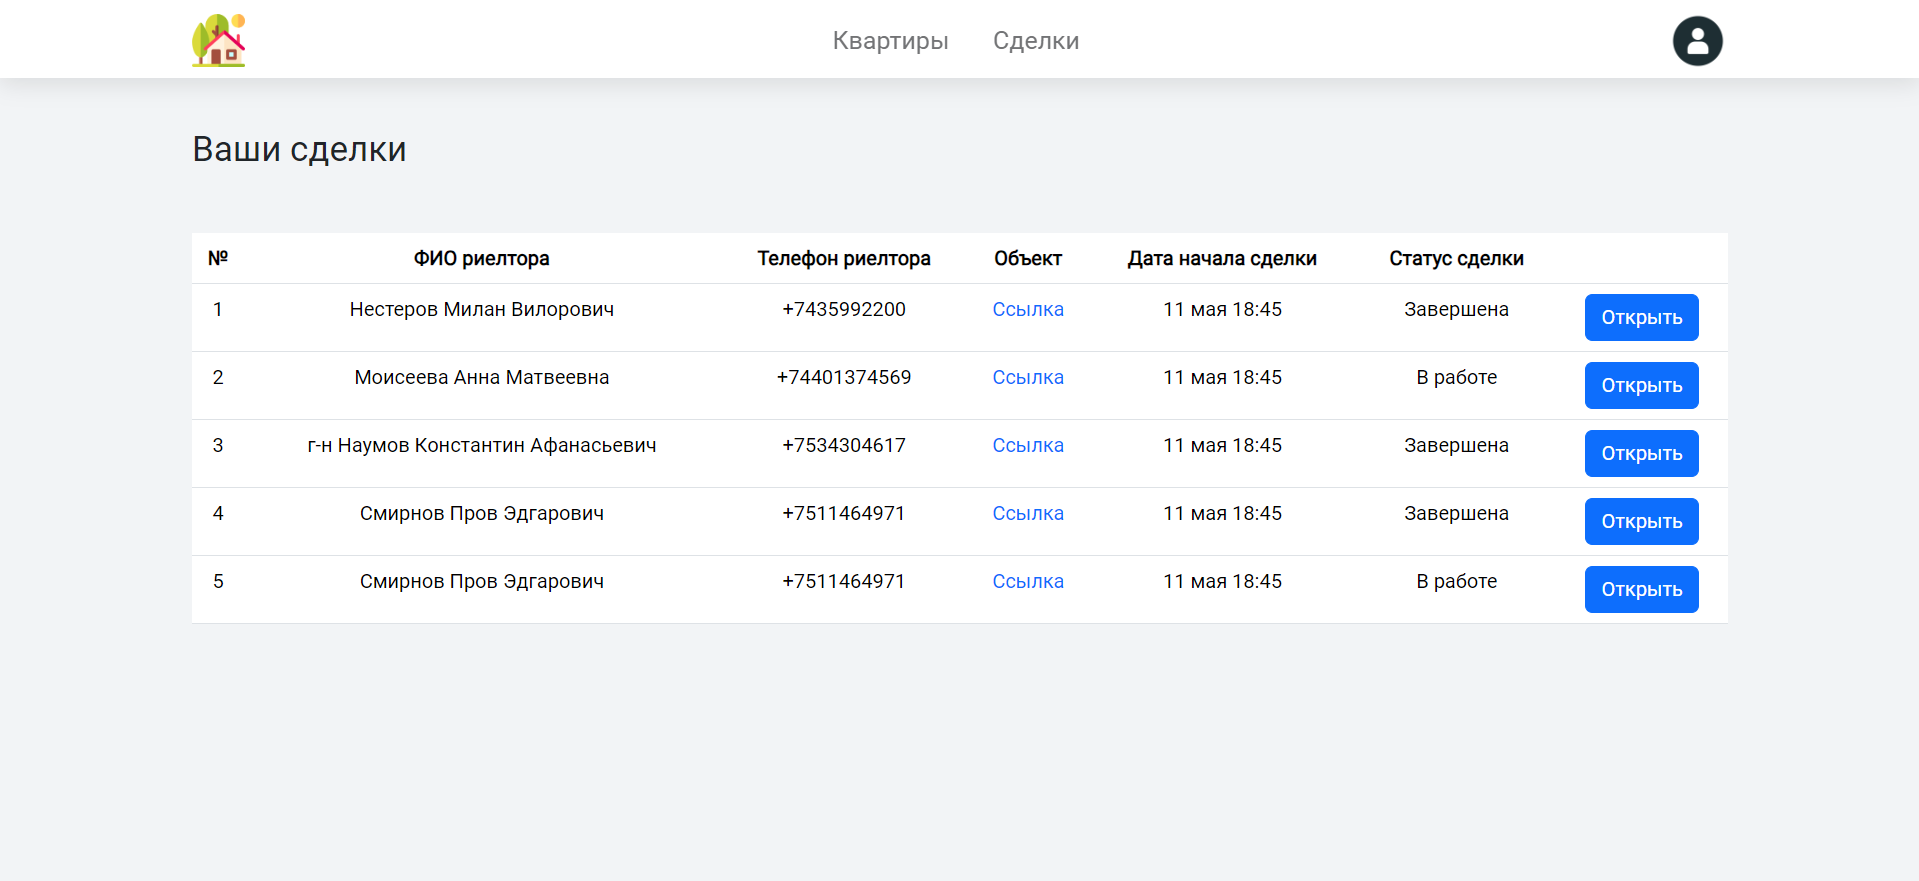 Квартиры Сделки
Ваши сделки
№ ФИО риелтора Телефон риелтора Объект Дата начала сделки Статус сделки
1 Нестеров Милан Вилорович +7435992200 Ссылка 11 мая 18:45 Завершена Открыть
2 Моисеева Анна Матвеевна +74401374569 Ссылка 11 мая 18:45 В работе Открыть
3 г-н Наумов Константин Афанасьевич +7534304617 Ссылка 11 мая 18:45 Завершена Открыть
4 Смирнов Пров Эдгарович +7511464971 Ссылка 11 мая 18:45 Завершена Открыть
5 Смирнов Пров Эдгарович +7511464971 Ссылка 11 мая 18:45 В работе Открыть